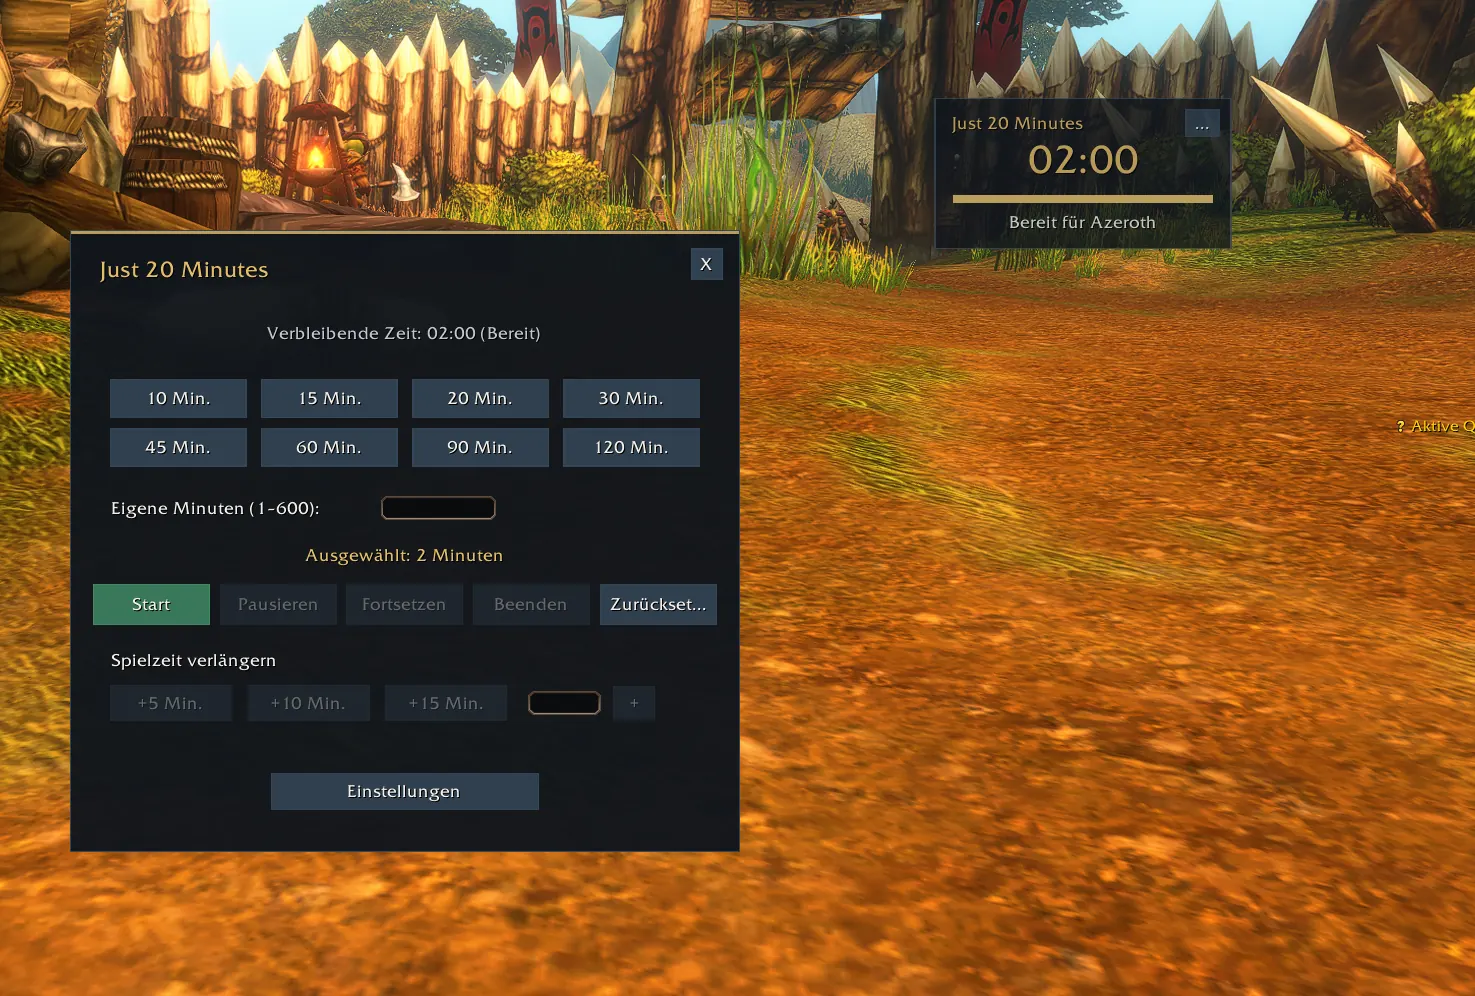 Just 20 Minutes
...
02:00
Bereit für Azeroth
Just 20 Minutes
X
Verbleibende Zeit: 02:00 (Bereit)
10 Min.
15 Min.
20 Min.
30 Min.
45 Min.
60 Min.
90 Min.
120 Min.
? Aktive Q
Eigene Minuten (1-600):
Ausgewählt: 2 Minuten
Start
Pausieren
Fortsetzen
Beenden
Zurückset...
Spielzeit verlängern
+5 Min.
+10 Min.
+15 Min.
+
Einstellungen